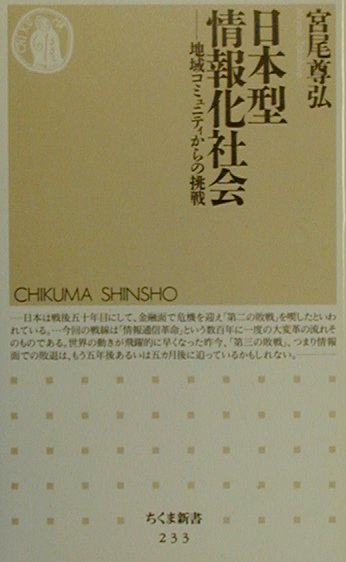 宮尾尊弘
日本型
情報化社会
――地域コミュニティからの挑戦
CHIKUMA SHINSHO
―日本は戦後五十年目にして、金融面で危機を迎え「第二の敗戦」を喫したといわ
れている。…今回の戦線は「情報通信革命」という数百年に一度の大変革の流れそ
のものである。世界の動きが飛躍的に早くなった昨今、「第三の敗戦」、つまり情報
面での敗退は、もう五年後あるいは五カ月後に迫っているかもしれない。―
ちくま新書
233